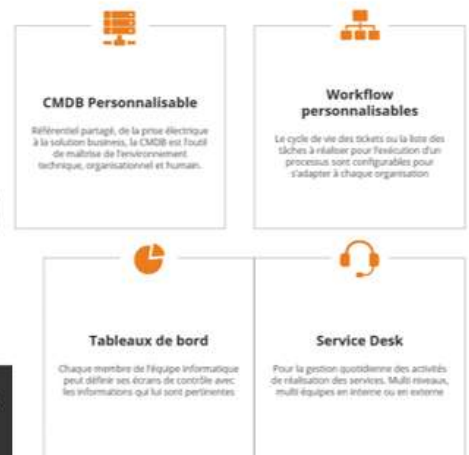 CMDB Personnalisable
Référentiel partagé, de la prise électrique
à la solution business, la CMDB est l'outil
de maîtrise de l'environnement
technique, organisationnel et humain.
Workflow
personnalisables
Le cycle de vie des tickets ou la liste des
tâches à réaliser pour l'exécution d'un
processus sont configurables pour
s'adapter à chaque organisation
Tableaux de bord
Chaque membre de l'équipe informatique
peut définir ses écrans de contrôle avec
les informations qui lui sont pertinentes
Service Desk
Pour la gestion quotidienne des activités
de réalisation des services. Multi niveaux,
multi équipes en interne ou en externe